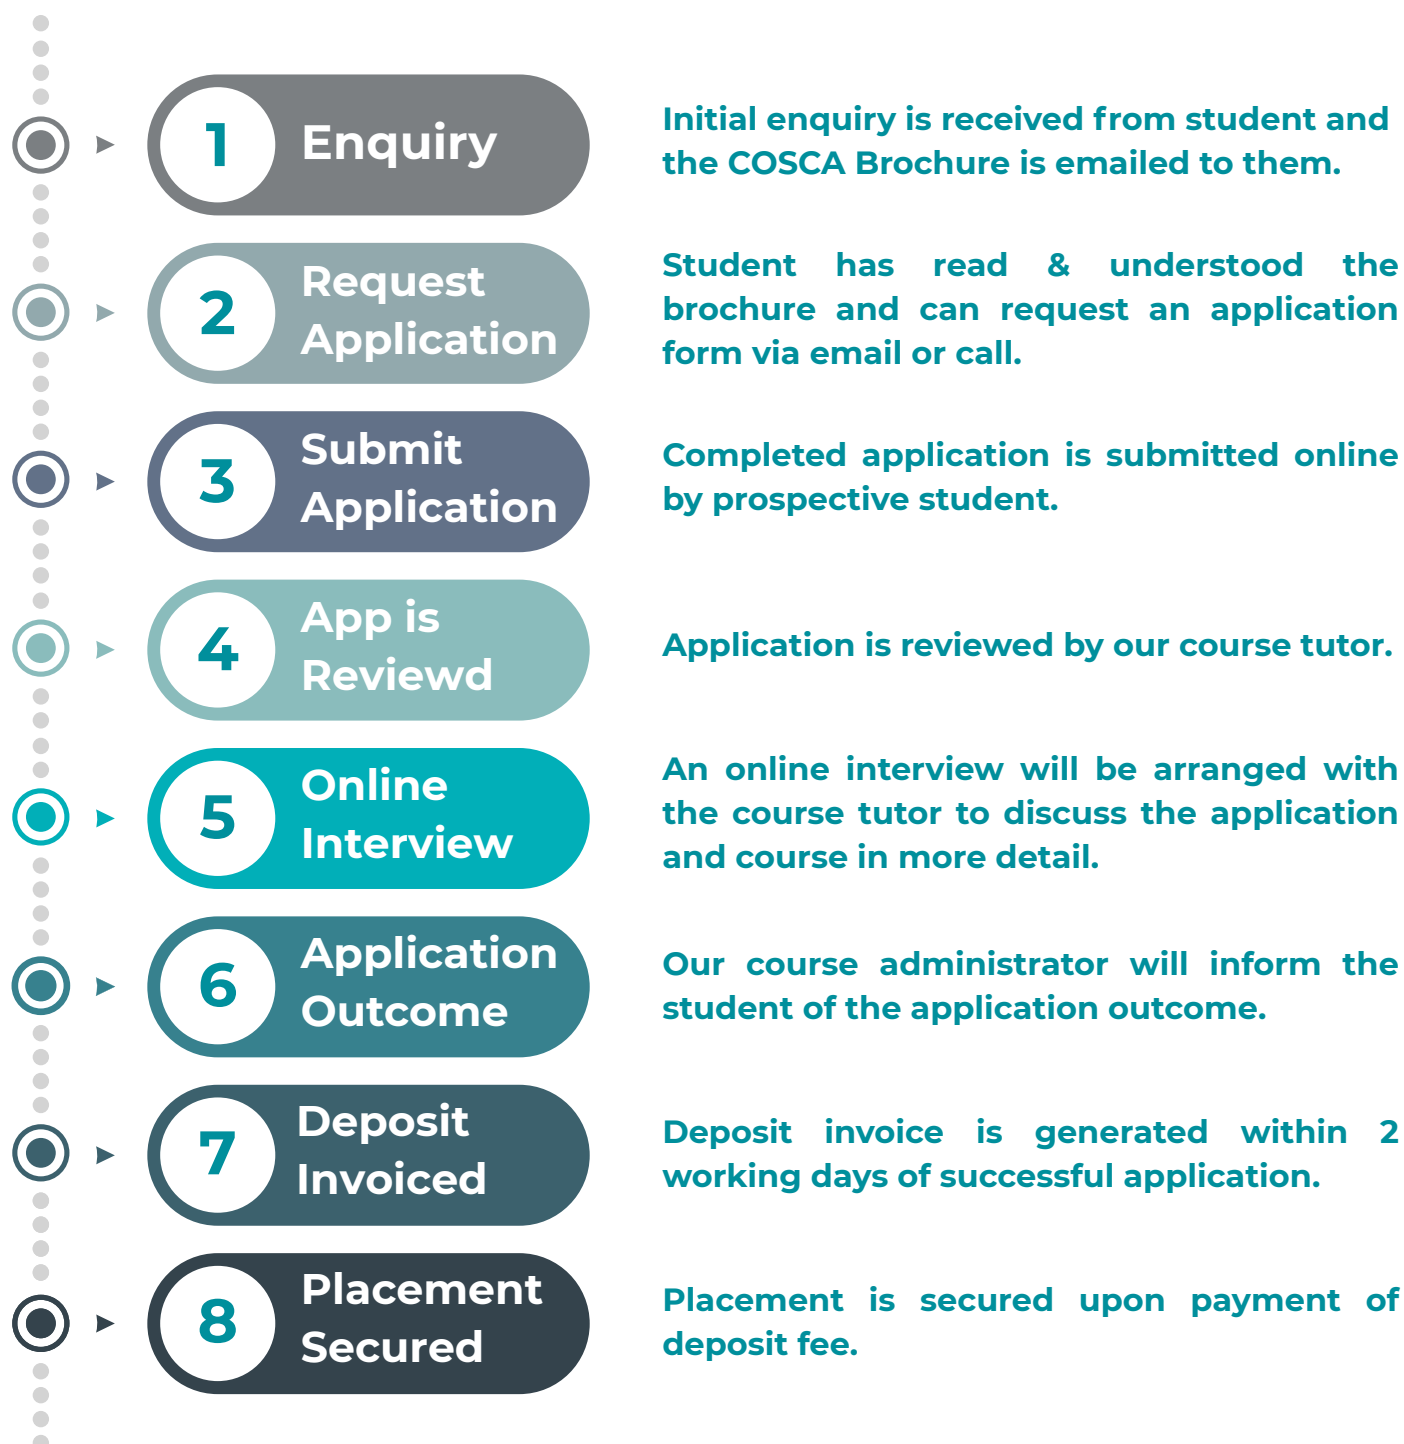 1
Enquiry
Initial enquiry is received from student and
the COSCA Brochure is emailed to them.
2
Request
Application
Student has read & understood the
brochure and can request an application
form via email or call.
3
Submit
Application
Completed application is submitted online
by prospective student.
4
App is
Reviewd
Application is reviewed by our course tutor.
5
Online
Interview
An online interview will be arranged with
the course tutor to discuss the application
and course in more detail.
6
Application
Outcome
Our course administrator will inform the
student of the application outcome.
7
Deposit
Invoiced
Deposit invoice is generated within 2
working days of successful application.
8
Placement
Secured
Placement is secured upon payment of
deposit fee.